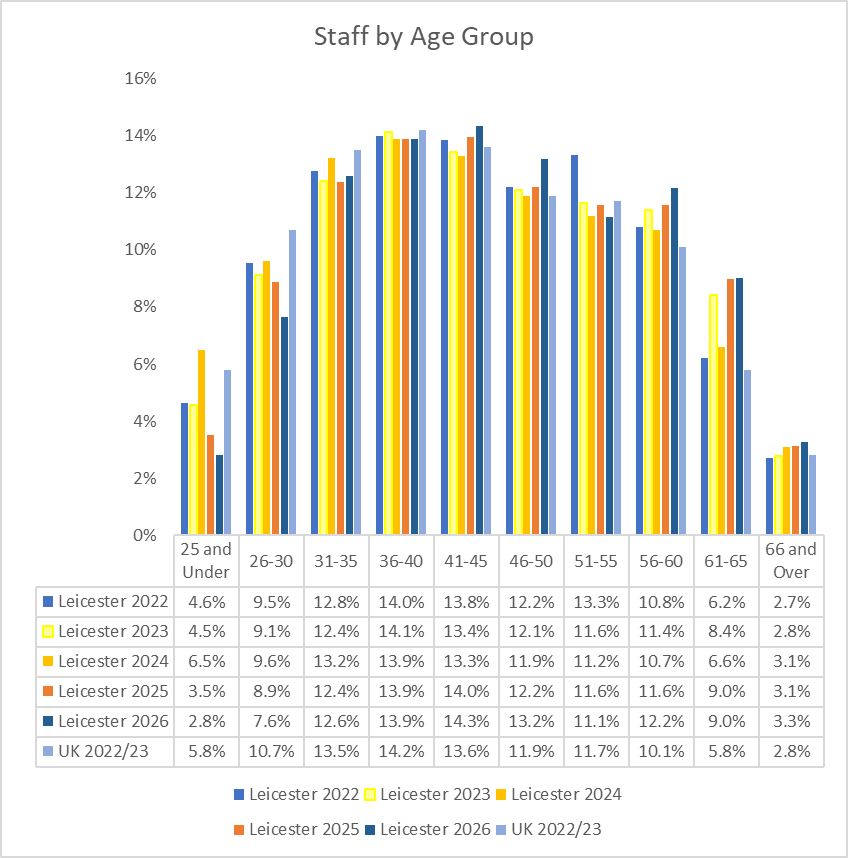 Staff by Age Group
16%
14%
12%
10%
8%
6%
4%
2%
0%
25 and Under 26-30 31-35 36-40 41-45 46-50 51-55 56-60 61-65 66 and Over
Leicester 2022 4.6% 9.5% 12.8% 14.0% 13.8% 12.2% 13.3% 10.8% 6.2% 2.7%
Leicester 2023 4.5% 9.1% 12.4% 14.1% 13.4% 12.1% 11.6% 11.4% 8.4% 2.8%
Leicester 2024 6.5% 9.6% 13.2% 13.9% 13.3% 11.9% 11.2% 10.7% 6.6% 3.1%
Leicester 2025 3.5% 8.9% 12.4% 13.9% 14.0% 12.2% 11.6% 11.6% 9.0% 3.1%
Leicester 2026 2.8% 7.6% 12.6% 13.9% 14.3% 13.2% 11.1% 12.2% 9.0% 3.3%
UK 2022/23 5.8% 10.7% 13.5% 14.2% 13.6% 11.9% 11.7% 10.1% 5.8% 2.8%
Leicester 2022 Leicester 2023 Leicester 2024
Leicester 2025 Leicester 2026 UK 2022/23